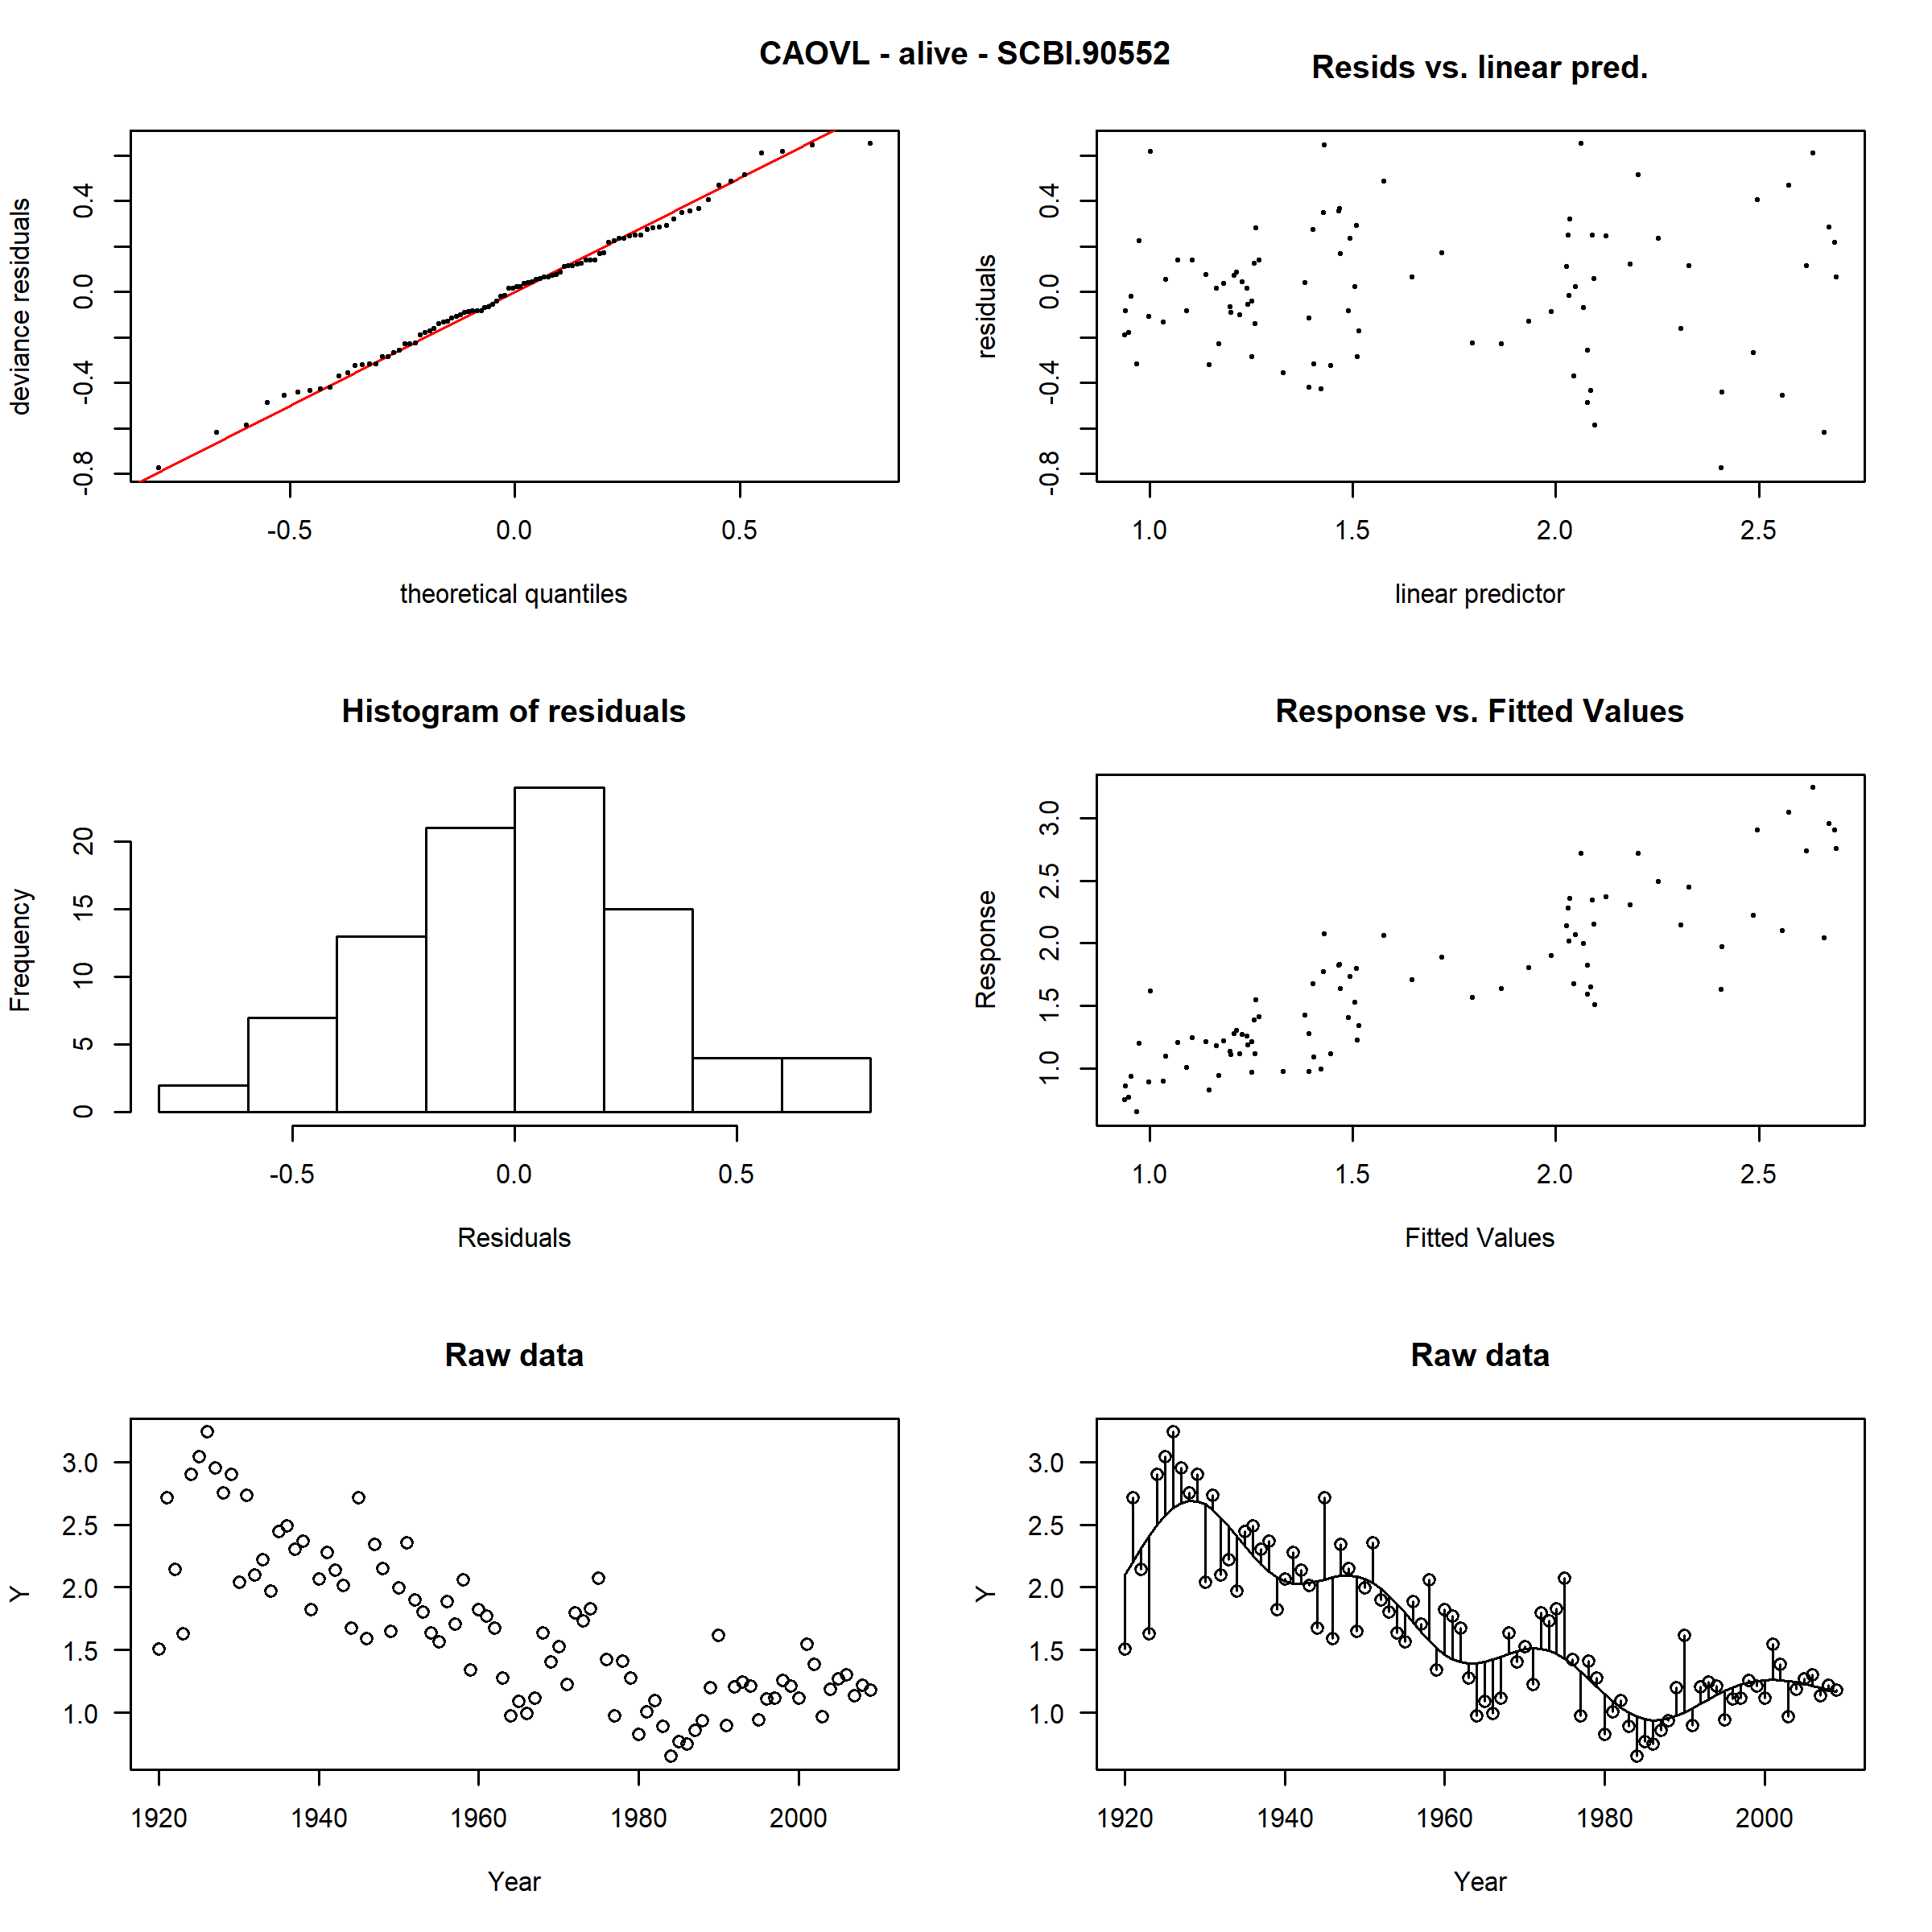 CAOVL - alive - SCBI.90552
deviance residuals
-0.8
-0.4
0.0
0.4
-0.5
0.0
0.5
theoretical quantiles
Resids vs. linear pred.
residuals
-0.8
-0.4
0.0
0.4
1.0
1.5
2.0
2.5
linear predictor
Histogram of residuals
Frequency
0
5
10
15
20
-0.5
0.0
0.5
Residuals
Response vs. Fitted Values
Response
1.0
1.5
2.0
2.5
3.0
1.0
1.5
2.0
2.5
Fitted Values
Raw data
Y
3.0
2.5
2.0
1.5
1.0
1920
1940
1960
1980
2000
Year
Raw data
Y
3.0
2.5
2.0
1.5
1.0
1920
1940
1960
1980
2000
Year